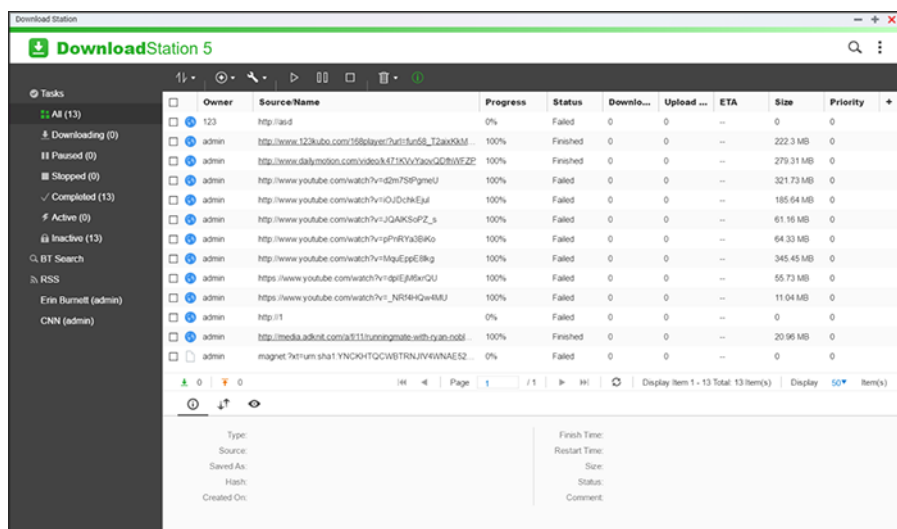 Download Station
DownloadStation 5
Tasks
All (13)
Downloading (0)
Paused (0)
Stopped (0)
Completed (13)
Active (0)
Inactive (13)
BT Search
RSS
Erin Burnett (admin)
CNN (admin)
Owner Source/Name Progress Status Downlo... Upload ... ETA Size Priority +
123 http://asd 0% Failed 0 0 -- 0 0
admin http://www.123kubo.com/168player/?url=fun58_T2aixKkM... 100% Finished 0 0 -- 222.3 MB 0
admin http://www.dailymotion.com/video/k471KVvYaovQDfhWFZP 100% Finished 0 0 -- 279.31 MB 0
admin http://www.youtube.com/watch?v=d2m7StPgmeU 100% Failed 0 0 -- 321.73 MB 0
admin http://www.youtube.com/watch?v=iOJDchkEjuI 100% Failed 0 0 -- 185.64 MB 0
admin http://www.youtube.com/watch?v=JQAlKSoPZ_s 100% Failed 0 0 -- 61.16 MB 0
admin http://www.youtube.com/watch?v=pPnRYa3BiKo 100% Failed 0 0 -- 64.33 MB 0
admin http://www.youtube.com/watch?v=MquEppE8lkg 100% Failed 0 0 -- 345.45 MB 0
admin https://www.youtube.com/watch?v=dplEjM6xrQU 100% Failed 0 0 -- 55.73 MB 0
admin https://www.youtube.com/watch?v=_NRf4HQw4MU 100% Failed 0 0 -- 11.04 MB 0
admin http://1 0% Failed 0 0 -- 0 0
admin http://media.adknit.com/a/1/11/runningmate-with-ryan-nobl... 100% Finished 0 0 -- 20.96 MB 0
admin magnet:?xt=urn:sha1:YNCKHTQCWBTRNJIV4WNAE52... 0% Failed 0 0 -- 0 0
0 0 Page 1 / 1 Display Item 1 - 13 Total: 13 Item(s) Display 50 Item(s)
Type: Finish Time:
Source: Restart Time:
Saved As: Size:
Hash: Status:
Created On: Comment: